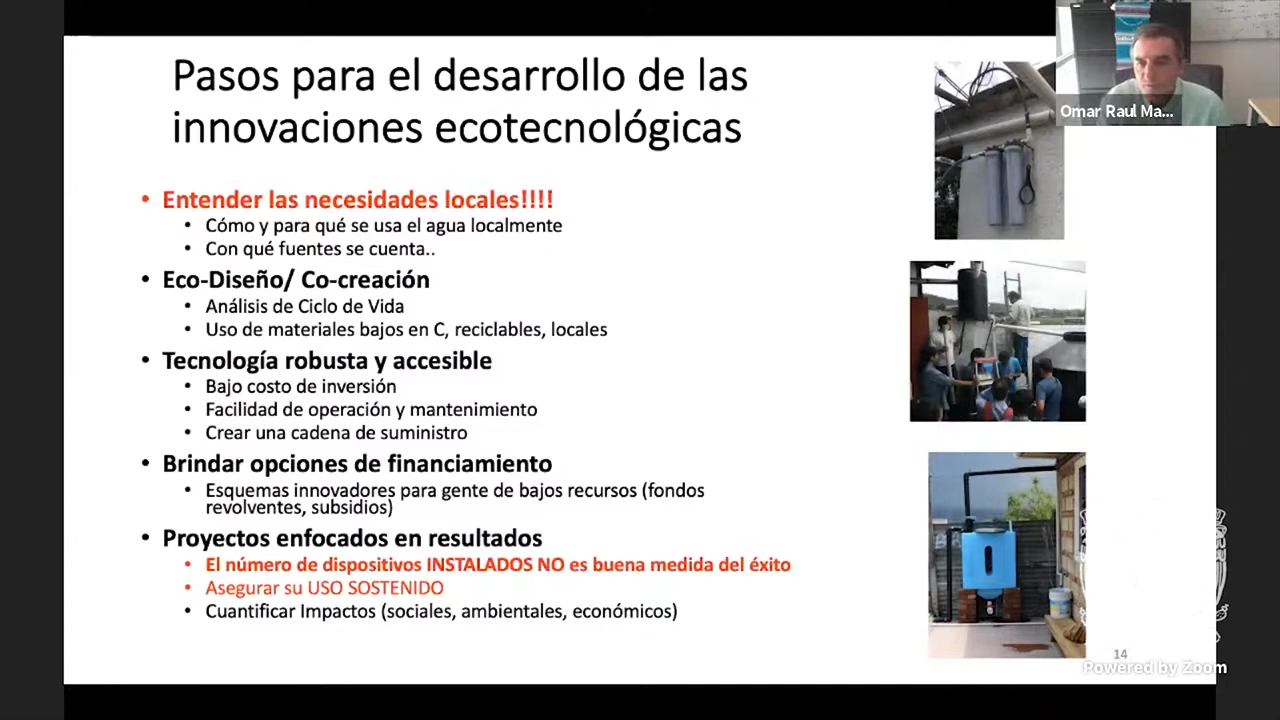 Pasos para el desarrollo de las
innovaciones ecotecnológicas
Omar Raul Ma...
• Entender las necesidades locales!!!!
• Cómo y para qué se usa el agua localmente
• Con qué fuentes se cuenta..
• Eco-Diseño/ Co-creación
• Análisis de Ciclo de Vida
• Uso de materiales bajos en C, reciclables, locales
• Tecnología robusta y accesible
• Bajo costo de inversión
• Facilidad de operación y mantenimiento
• Crear una cadena de suministro
• Brindar opciones de financiamiento
• Esquemas innovadores para gente de bajos recursos (fondos
revolventes, subsidios)
• Proyectos enfocados en resultados
• El número de dispositivos INSTALADOS NO es buena medida del éxito
• Asegurar su USO SOSTENIDO
• Cuantificar Impactos (sociales, ambientales, económicos)
14
Powered by Zoom